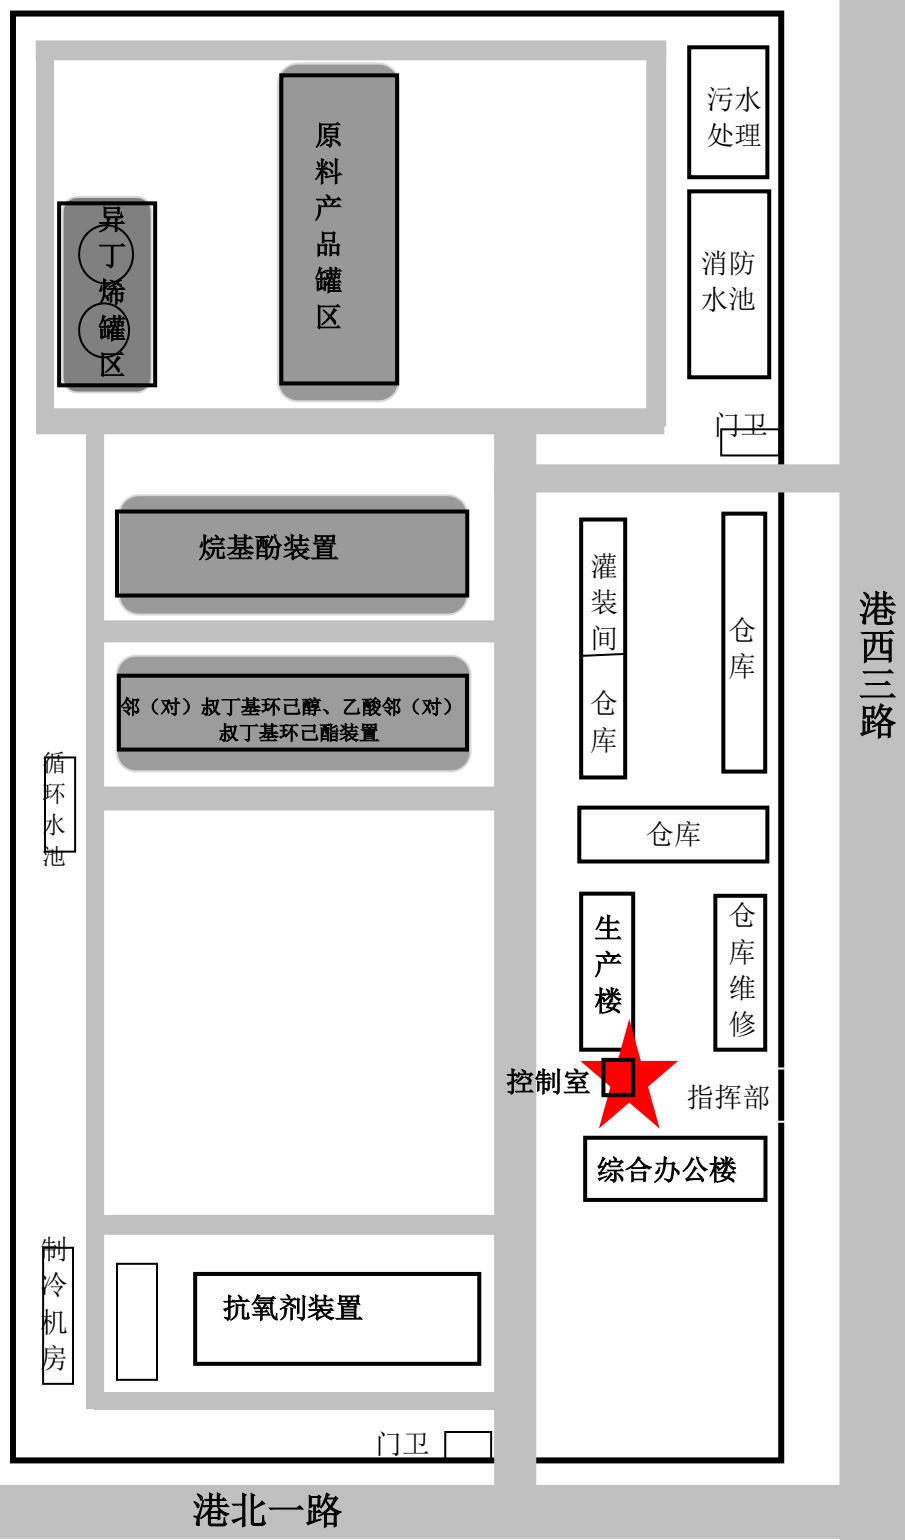 污水
处理
原料产品罐区
异丁烯罐区
消防
水池
门卫
烷基酚装置
灌装间
仓库
仓库
港西三路
邻（对）叔丁基环己醇、乙酸邻（对）
叔丁基环己酯装置
循环水池
仓库
生产楼
仓库维修
控制室
指挥部
综合办公楼
制冷机房
抗氧剂装置
门卫
港北一路